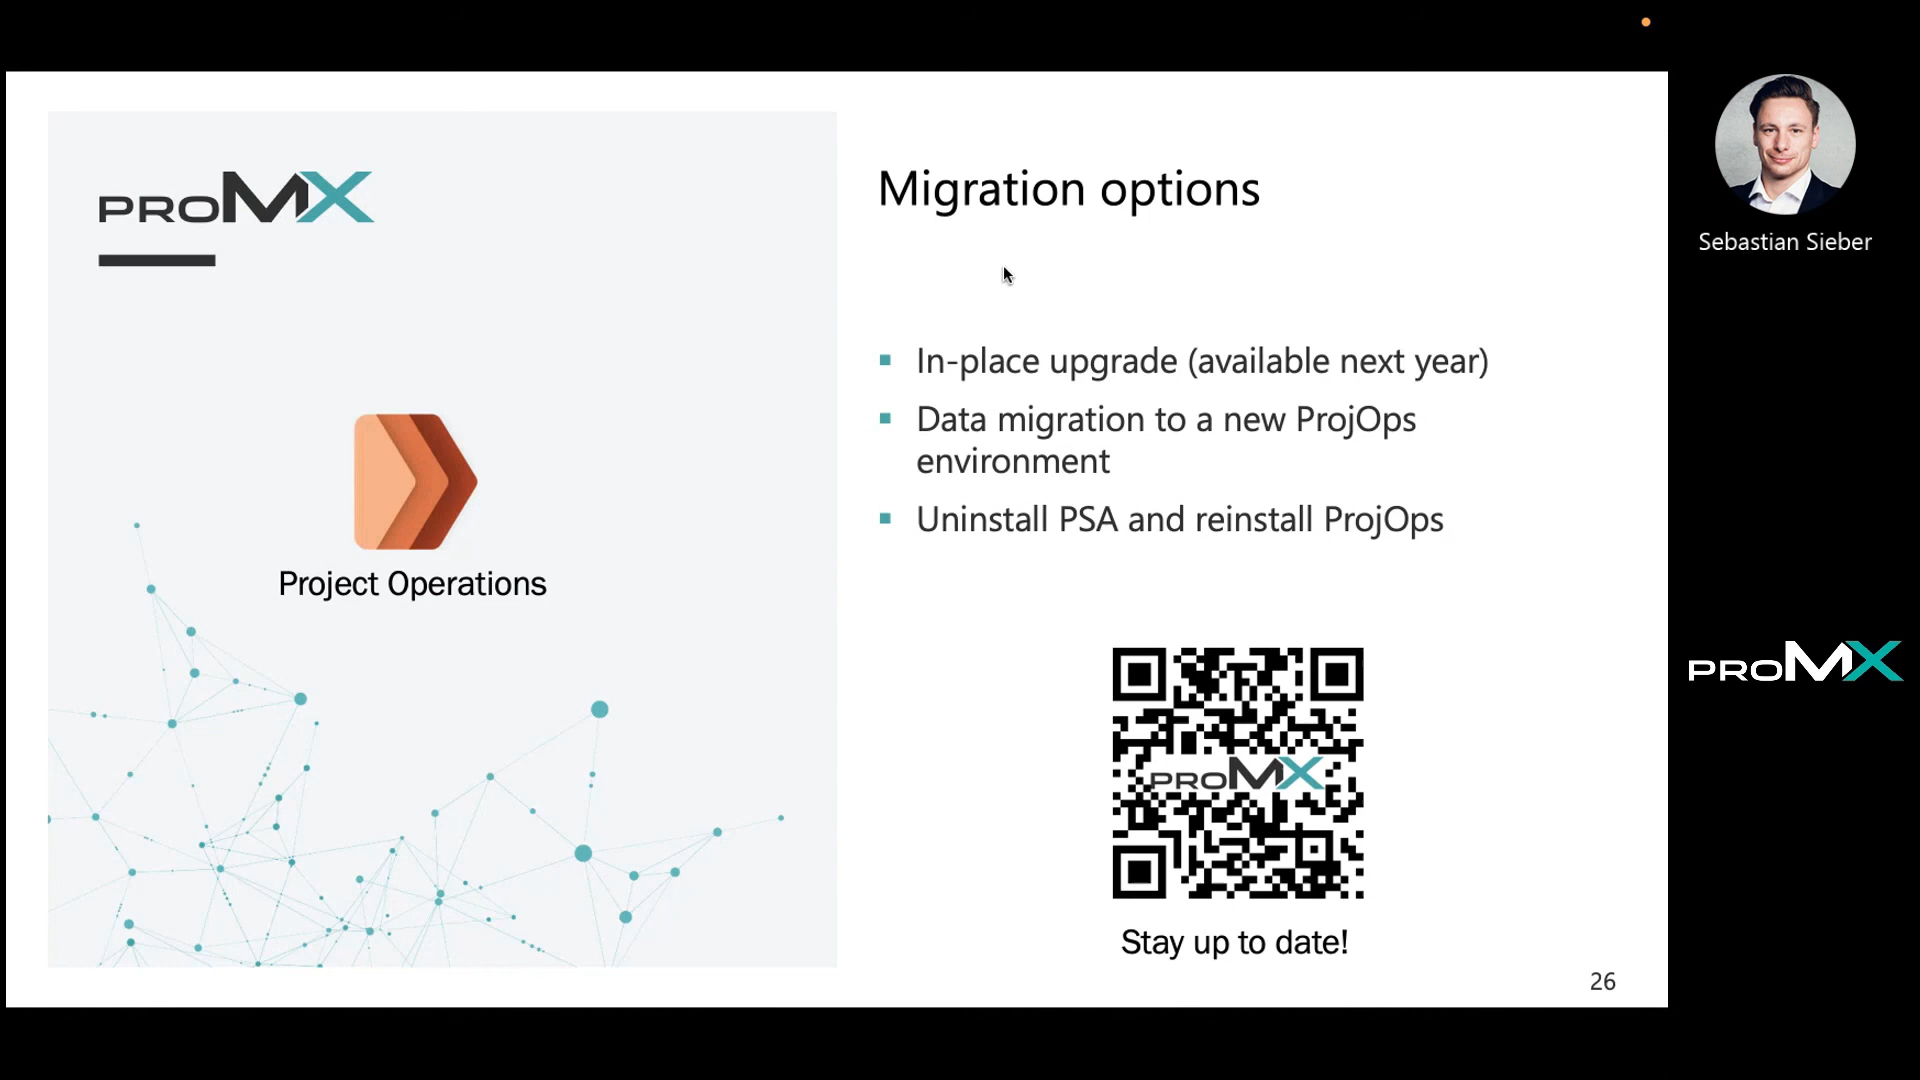 PROMX
Project Operations
Migration options
In-place upgrade (available next year)
Data migration to a new ProjOps
environment
Uninstall PSA and reinstall ProjOps
PROMX
Stay up to date!
26
Sebastian Sieber
PROMX